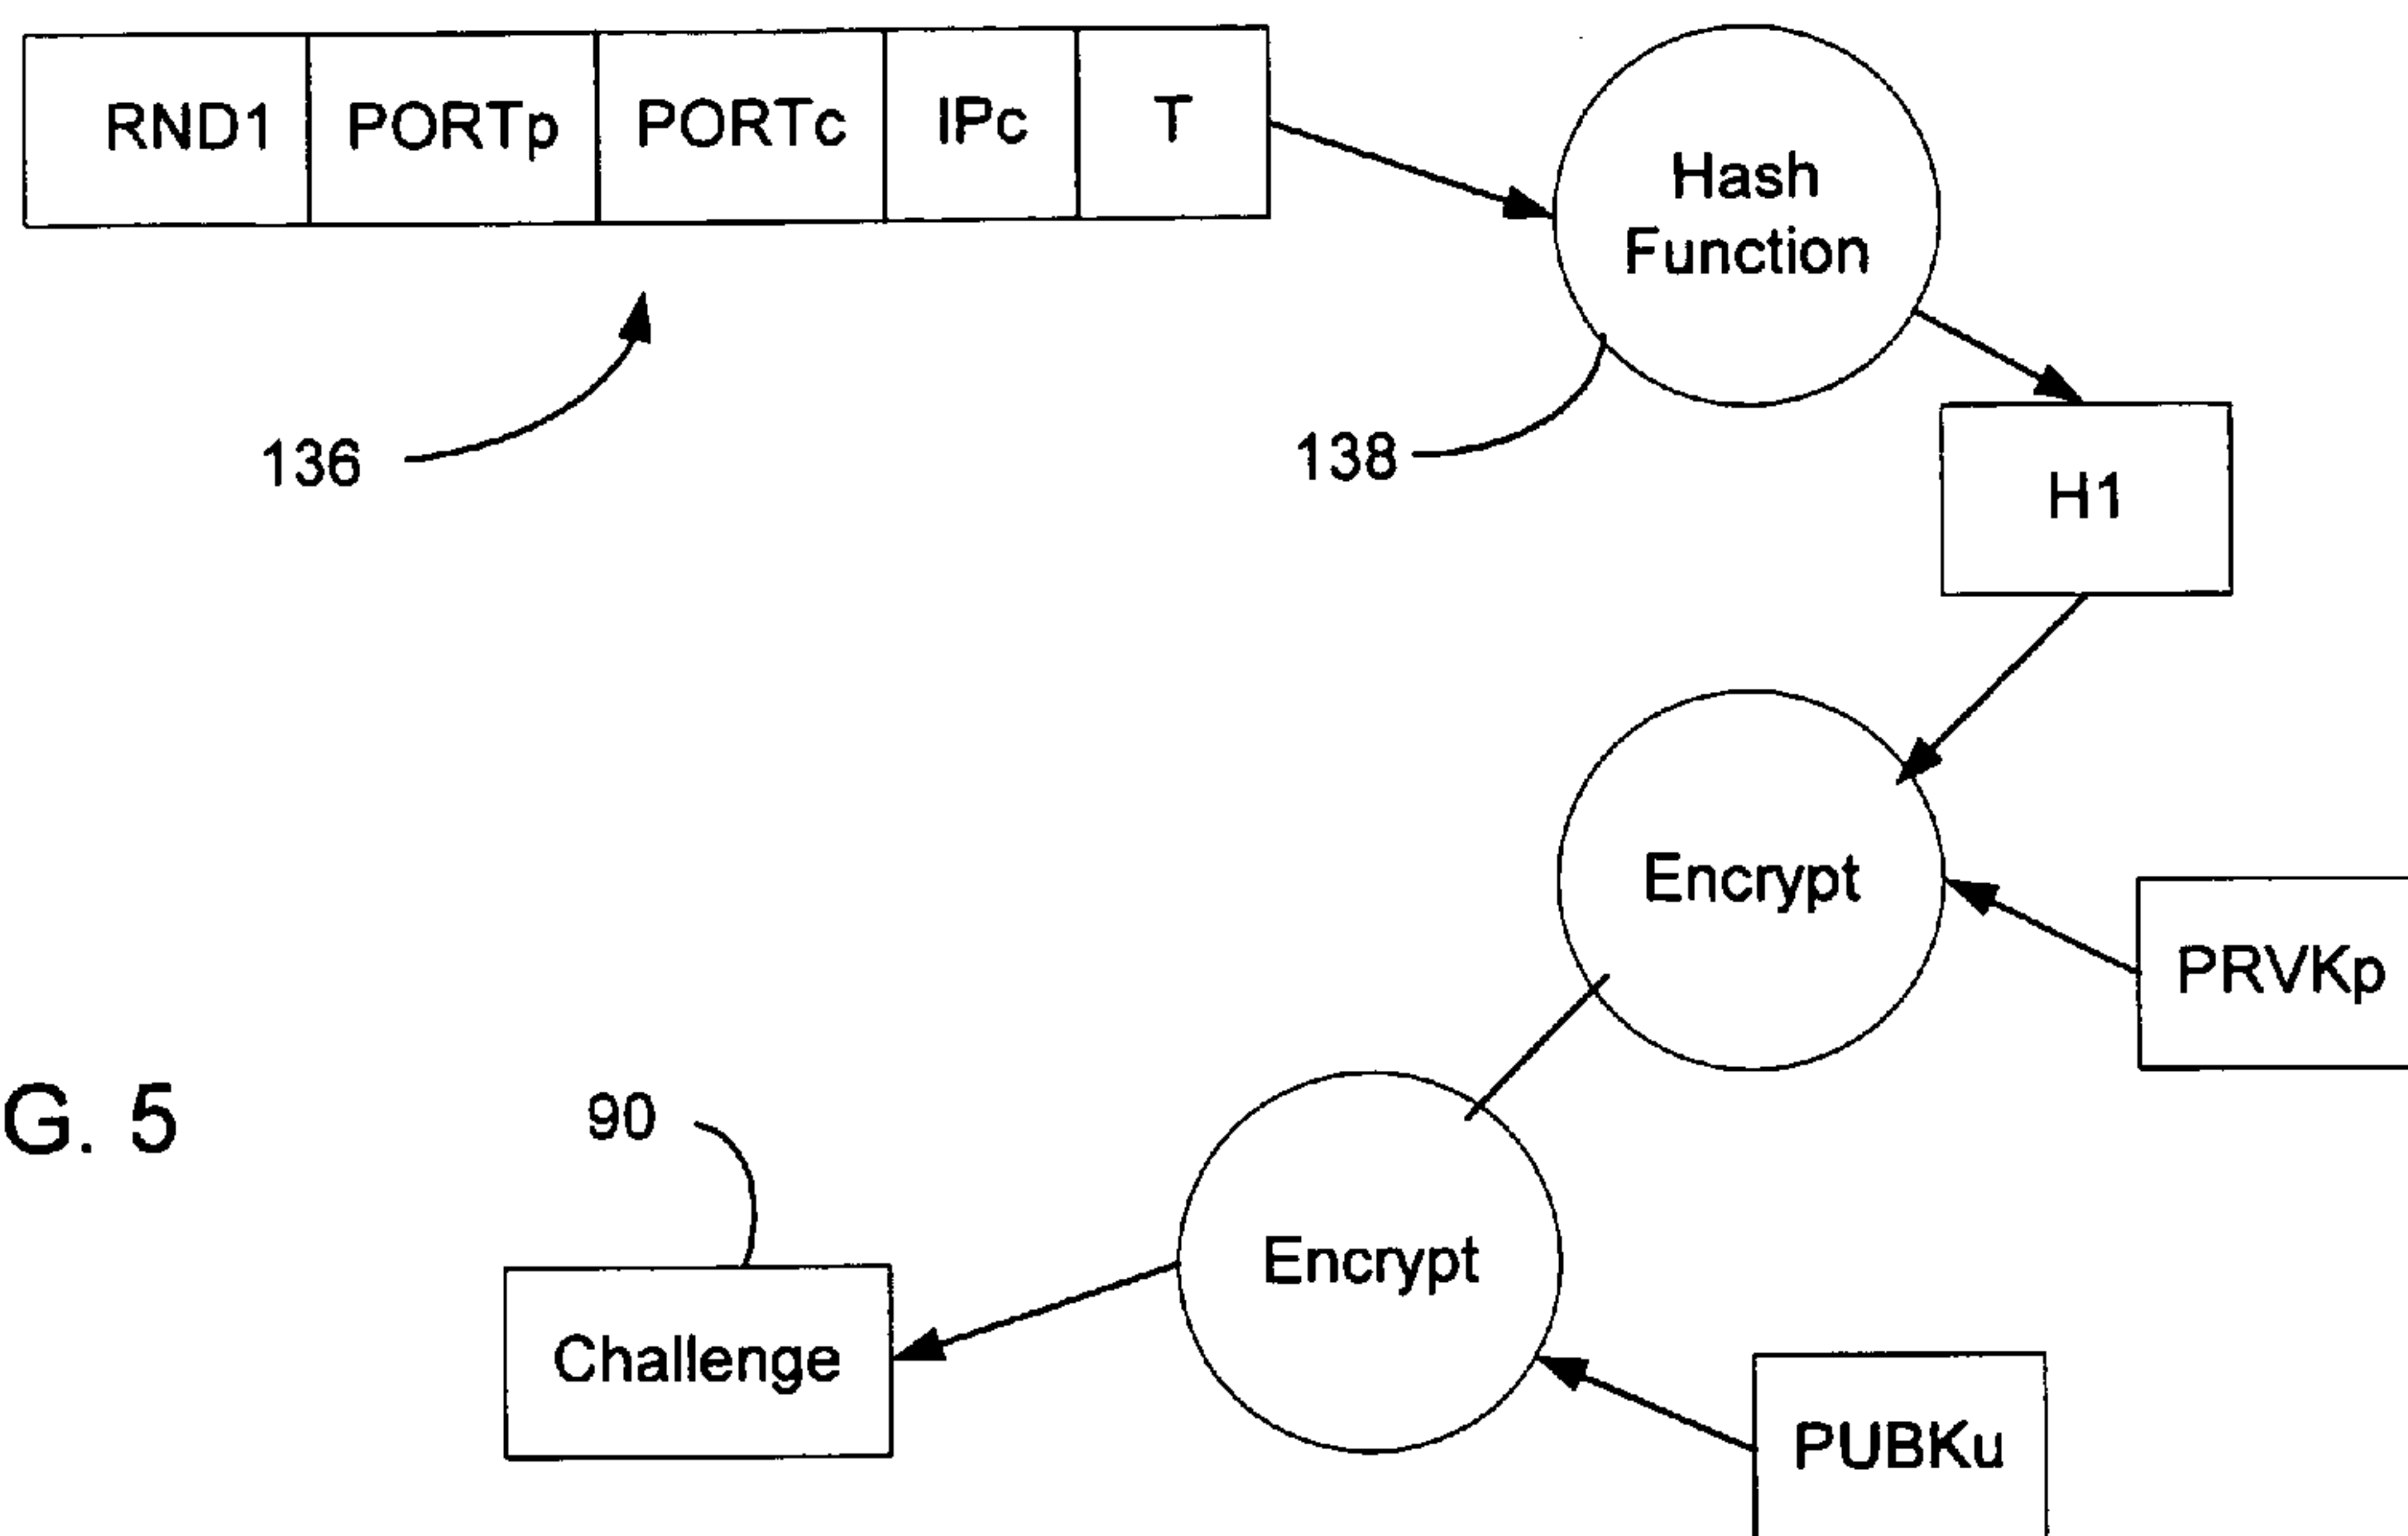 RND1 PORTp PORTc IPc T
Hash
Function
136
138
H1
Encrypt
PRVKp
G. 5
90
Encrypt
Challenge
PUBKu